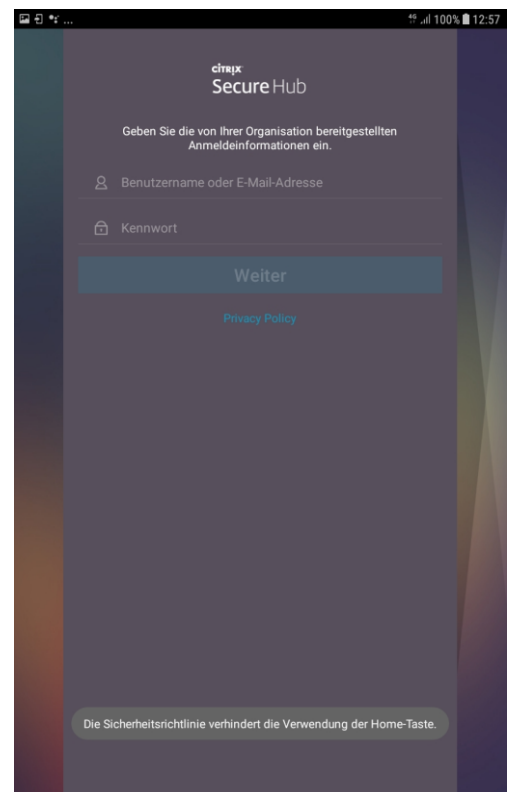 ... 4G 100% 12:57
CITRIX
Secure Hub
Geben Sie die von Ihrer Organisation bereitgestellten
Anmeldeinformationen ein.
Benutzername oder E-Mail-Adresse
Kennwort
Weiter
Privacy Policy
Die Sicherheitsrichtlinie verhindert die Verwendung der Home-Taste.